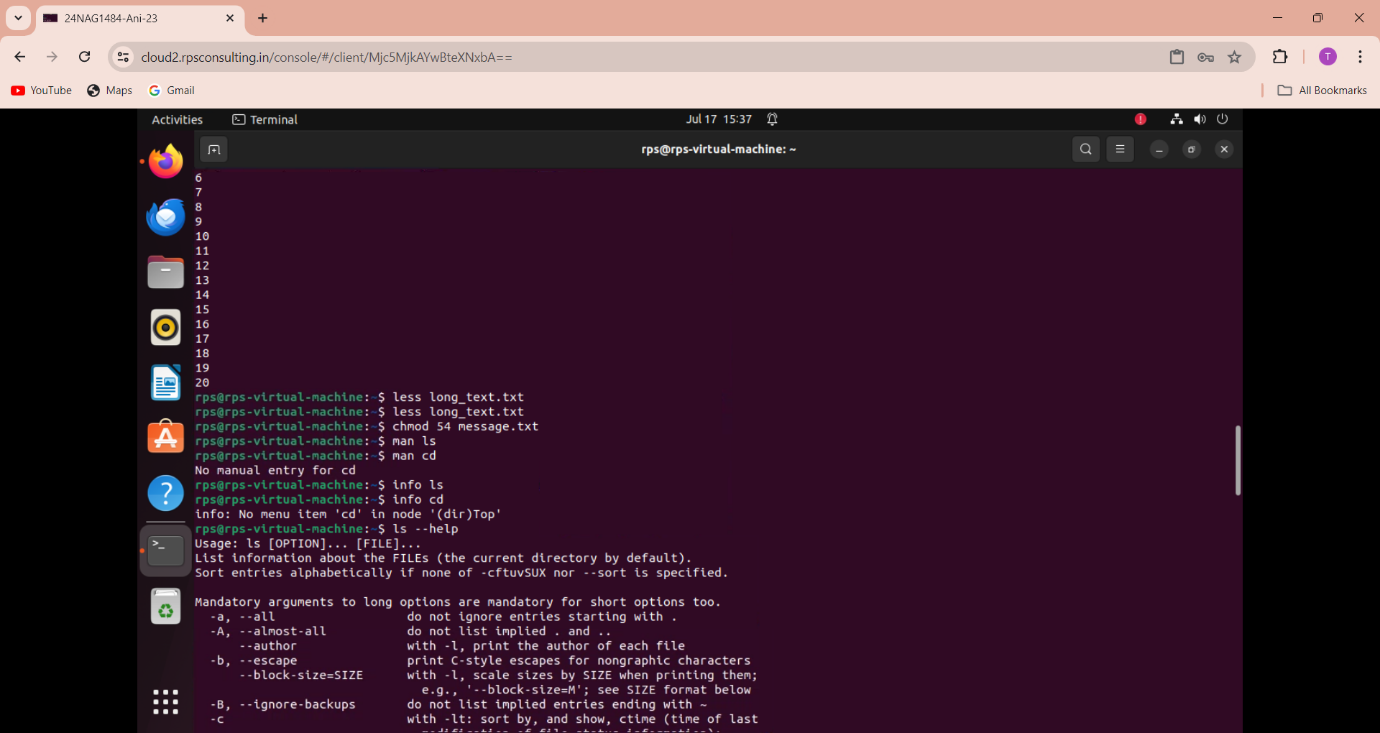 24NAG1484-Ani-23
cloud2.rpsconsulting.in/console/#/client/Mjc5MjkAYwBteXNxbA==
T
YouTube Maps Gmail All Bookmarks
Activities Terminal Jul 17 15:37
rps@rps-virtual-machine: ~
6
7
8
9
10
11
12
13
14
15
16
17
18
19
20
rps@rps-virtual-machine:~$ less long_text.txt
rps@rps-virtual-machine:~$ less long_text.txt
rps@rps-virtual-machine:~$ chmod 54 message.txt
rps@rps-virtual-machine:~$ man ls
rps@rps-virtual-machine:~$ man cd
No manual entry for cd
rps@rps-virtual-machine:~$ info ls
rps@rps-virtual-machine:~$ info cd
info: No menu item 'cd' in node '(dir)Top'
rps@rps-virtual-machine:~$ ls --help
Usage: ls [OPTION]... [FILE]...
List information about the FILEs (the current directory by default).
Sort entries alphabetically if none of -cftuvSUX nor --sort is specified.
Mandatory arguments to long options are mandatory for short options too.
-a, --all do not ignore entries starting with .
-A, --almost-all do not list implied . and ..
--author with -l, print the author of each file
-b, --escape print C-style escapes for nongraphic characters
--block-size=SIZE with -l, scale sizes by SIZE when printing them;
e.g., '--block-size=M'; see SIZE format below
-B, --ignore-backups do not list implied entries ending with ~
-c with -lt: sort by, and show, ctime (time of last
modification of file status information);